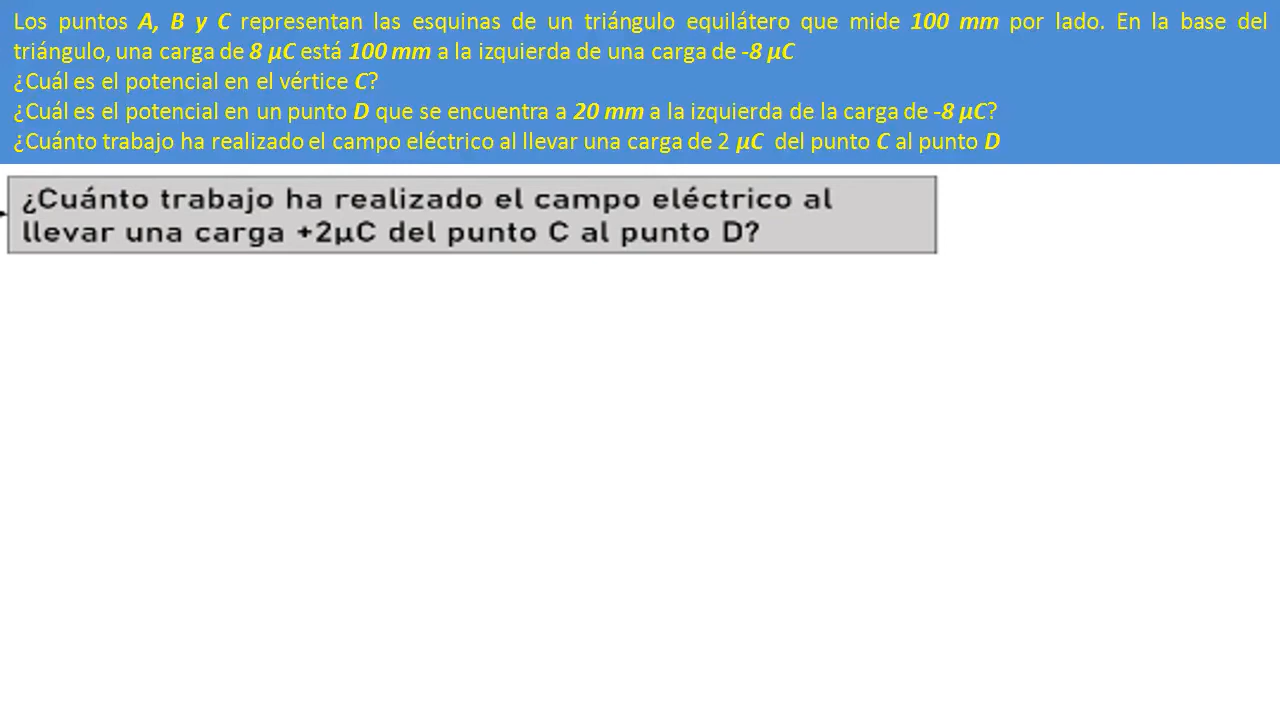 Los puntos A, B y C representan las esquinas de un triángulo equilátero que mide 100 mm por lado. En la base del
triángulo, una carga de 8 µC está 100 mm a la izquierda de una carga de -8 µC
¿Cuál es el potencial en el vértice C?
¿Cuál es el potencial en un punto D que se encuentra a 20 mm a la izquierda de la carga de -8 µC?
¿Cuánto trabajo ha realizado el campo eléctrico al llevar una carga de 2 µC del punto C al punto D
¿Cuánto trabajo ha realizado el campo eléctrico al
llevar una carga +2µC del punto C al punto D?